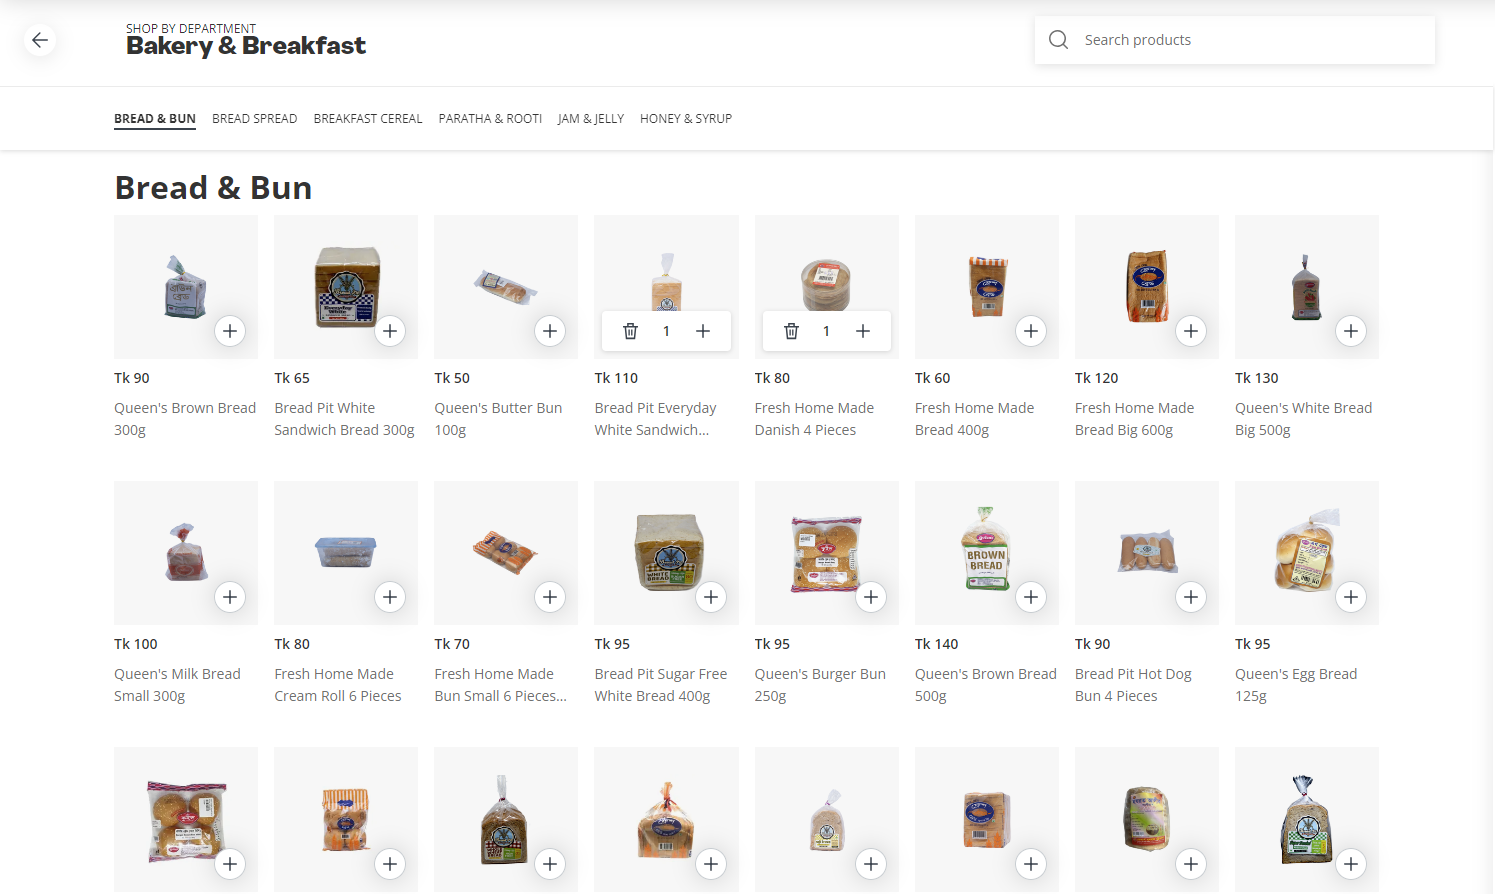 SHOP BY DEPARTMENT
Bakery & Breakfast
Search products
BREAD & BUN BREAD SPREAD BREAKFAST CEREAL PARATHA & ROOTI JAM & JELLY HONEY & SYRUP
Bread & Bun
1 1
Tk 90 Tk 65 Tk 50 Tk 110 Tk 80 Tk 60 Tk 120 Tk 130
Queen's Brown Bread 300g
Bread Pit White Sandwich Bread 300g
Queen's Butter Bun 100g
Bread Pit Everyday White Sandwich...
Fresh Home Made Danish 4 Pieces
Fresh Home Made Bread 400g
Fresh Home Made Bread Big 600g
Queen's White Bread Big 500g
WHITE BREAD
BROWN BREAD
Tk 100 Tk 80 Tk 70 Tk 95 Tk 95 Tk 140 Tk 90 Tk 95
Queen's Milk Bread Small 300g
Fresh Home Made Cream Roll 6 Pieces
Fresh Home Made Bun Small 6 Pieces...
Bread Pit Sugar Free White Bread 400g
Queen's Burger Bun 250g
Queen's Brown Bread 500g
Bread Pit Hot Dog Bun 4 Pieces
Queen's Egg Bread 125g